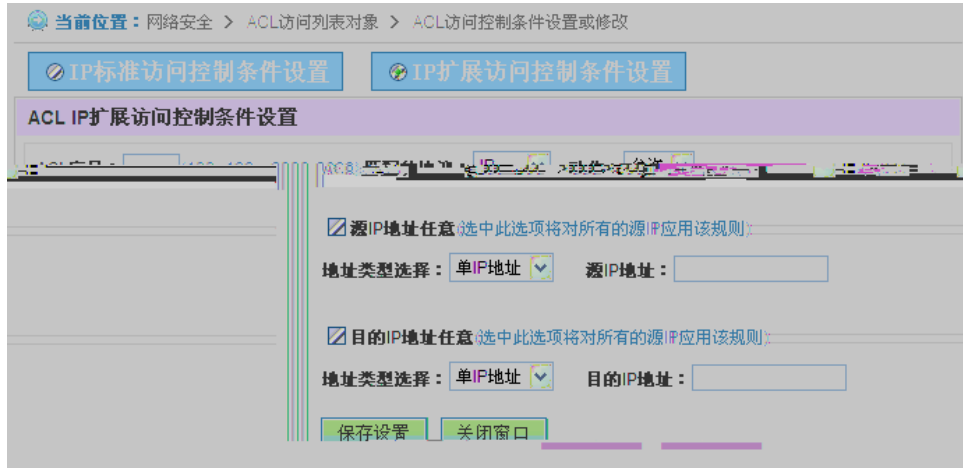 当前位置：网络安全 > ACL访问列表对象 > ACL访问控制条件设置或修改
IP标准访问控制条件设置 IP扩展访问控制条件设置
ACL IP扩展访问控制条件设置
源IP地址任意(选中此选项将对所有的源IP应用该规则):
地址类型选择： 单IP地址 源IP地址：
目的IP地址任意(选中此选项将对所有的源IP应用该规则):
地址类型选择： 单IP地址 目的IP地址：
保存设置 关闭窗口